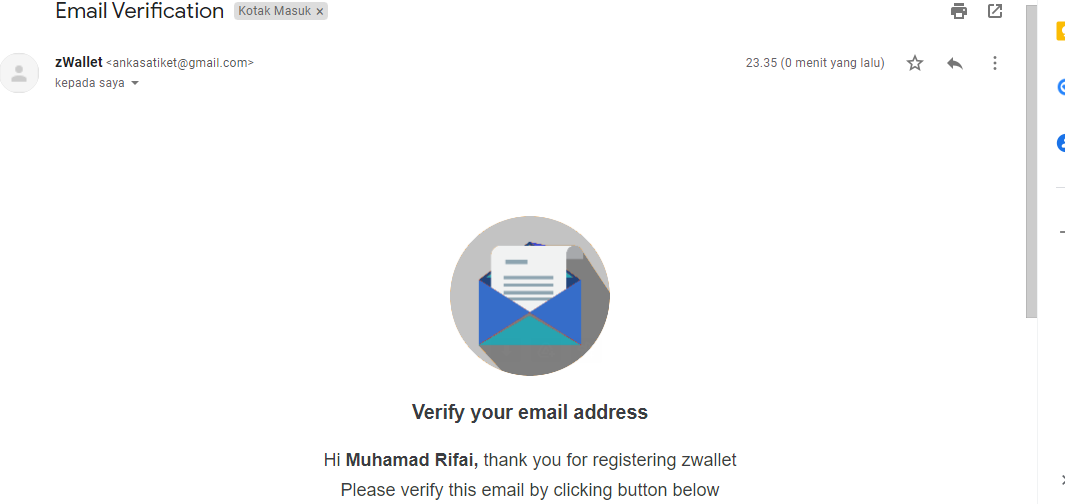 Email Verification Kotak Masuk ×
zWallet <ankasatiket@gmail.com> 23.35 (0 menit yang lalu)
kepada saya
Verify your email address
Hi Muhamad Rifai, thank you for registering zwallet
Please verify this email by clicking button below